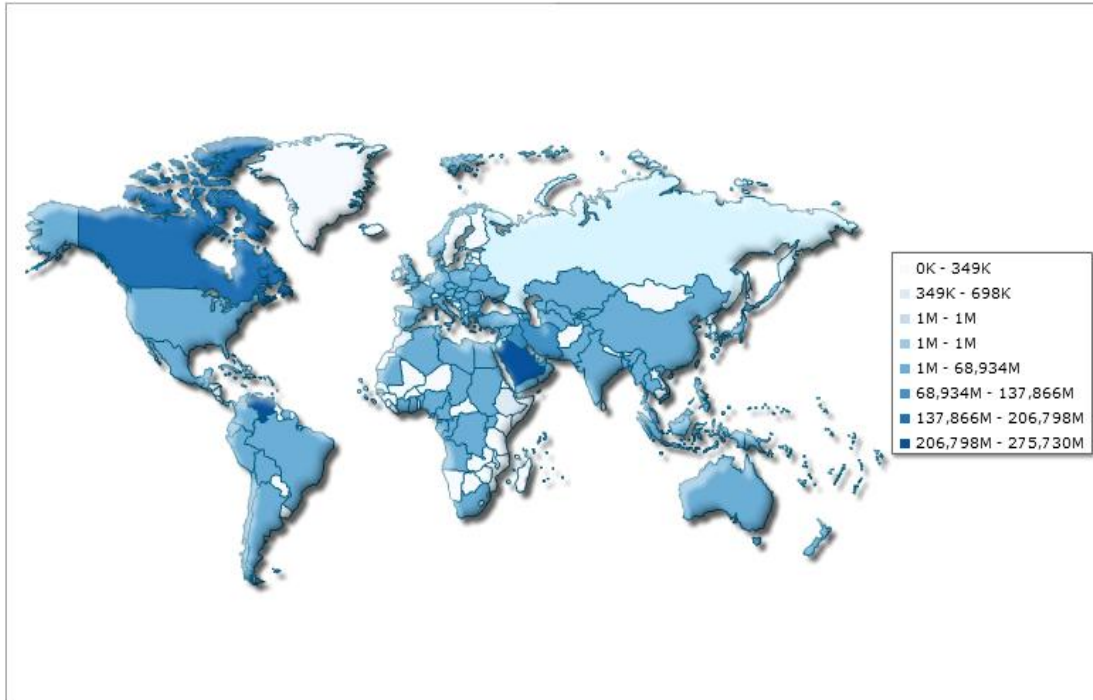 0K - 349K
349K - 698K
1M - 1M
1M - 1M
1M - 68,934M
68,934M - 137,866M
137,866M - 206,798M
206,798M - 275,730M